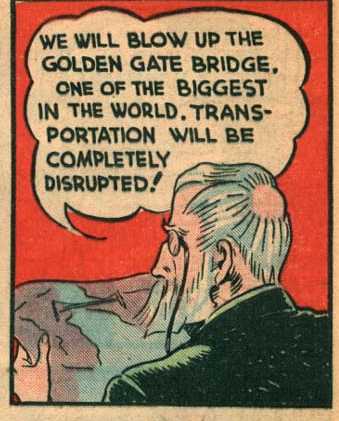 WE WILL BLOW UP THE
GOLDEN GATE BRIDGE,
ONE OF THE BIGGEST
IN THE WORLD. TRANS-
PORTATION WILL BE
COMPLETELY
DISRUPTED!